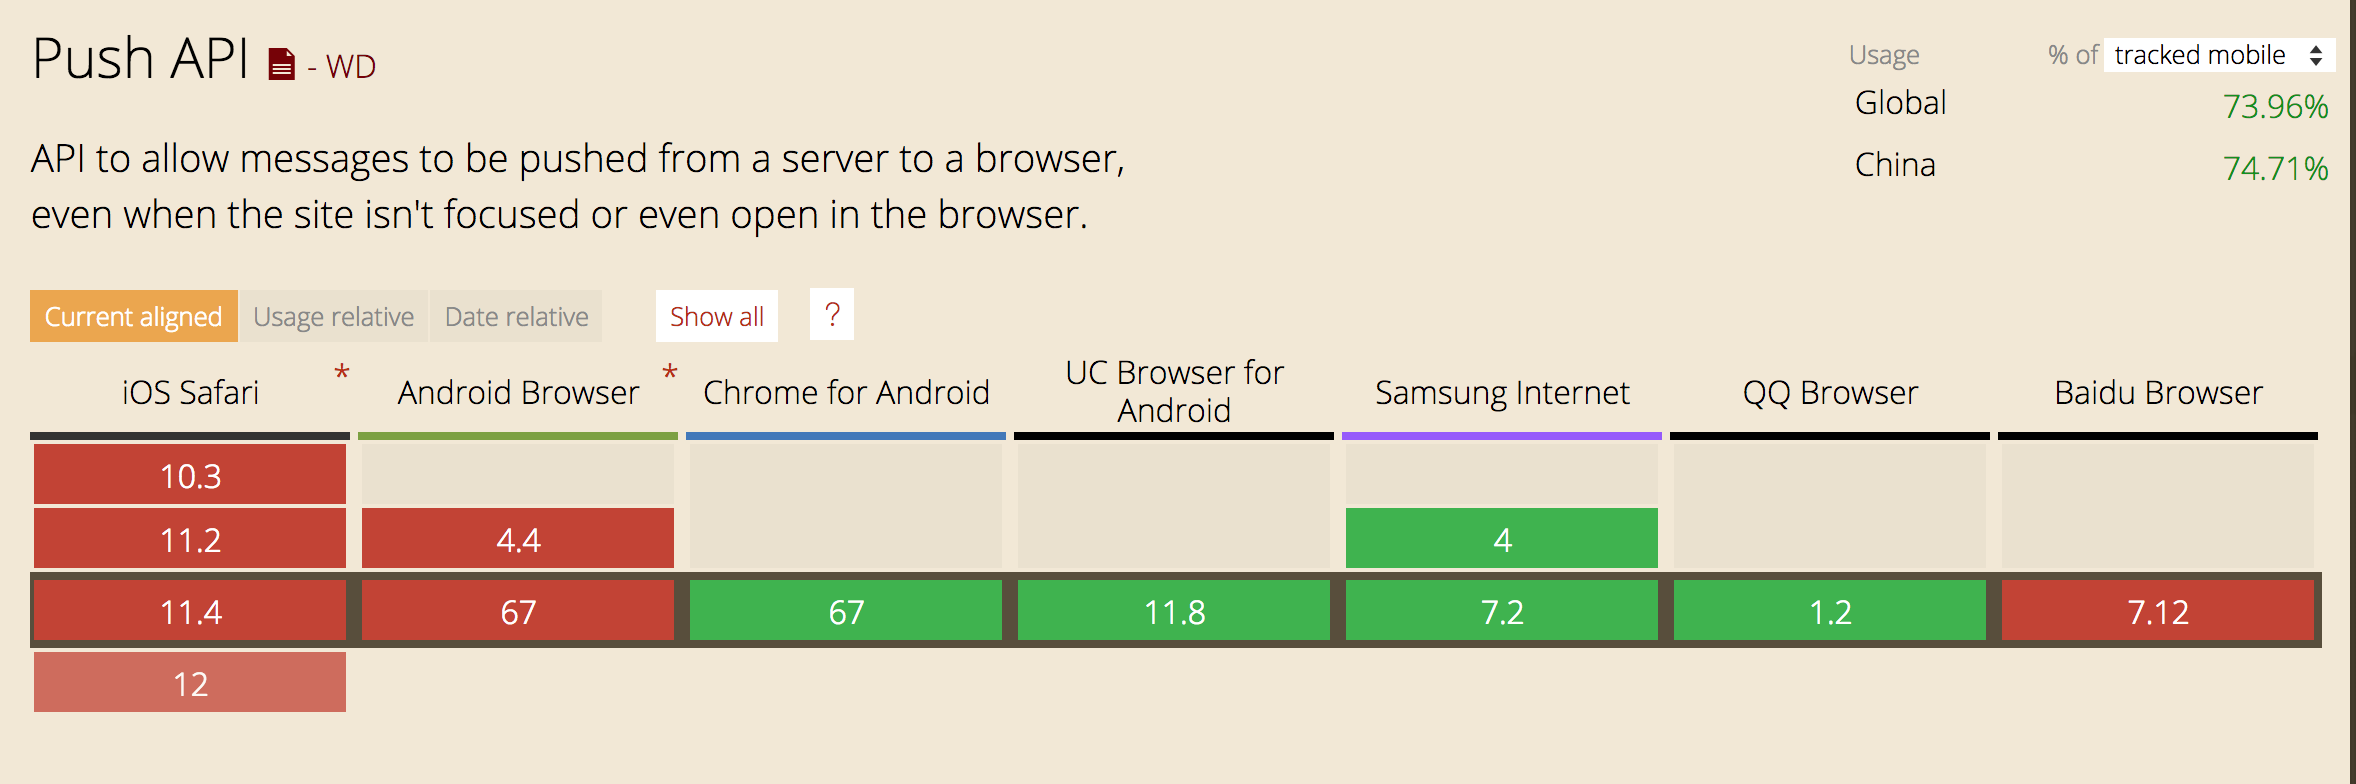 Push API - WD
Usage % of tracked mobile
Global 73.96%
China 74.71%
API to allow messages to be pushed from a server to a browser,
even when the site isn't focused or even open in the browser.
Current aligned Usage relative Date relative Show all ?
iOS Safari * Android Browser * Chrome for Android UC Browser for Android Samsung Internet QQ Browser Baidu Browser
10.3
11.2 4.4 4
11.4 67 67 11.8 7.2 1.2 7.12
12